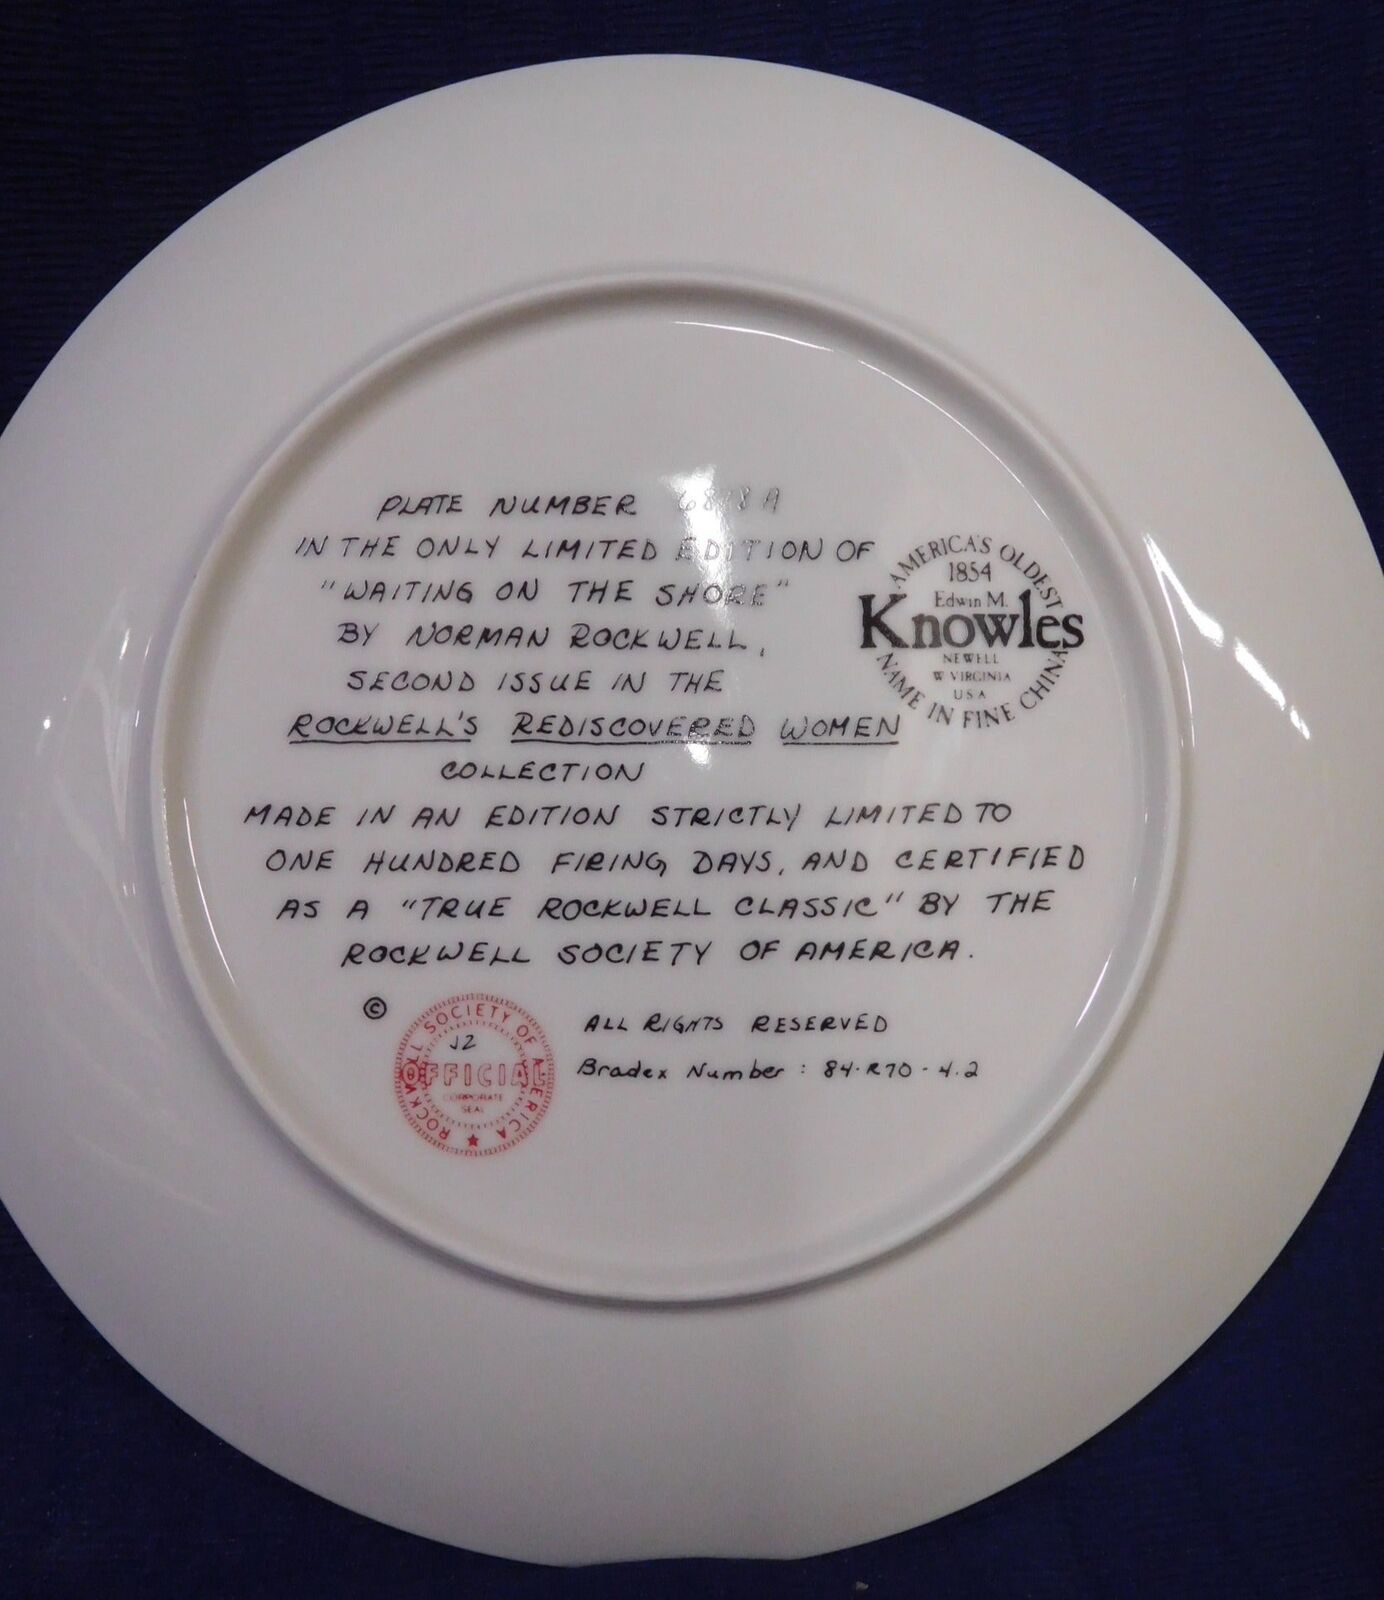 PLATE NUMBER
IN THE ONLY LIMITED EDITION OF
"WAITING ON THE SHORE"
BY NORMAN ROCKWELL,
SECOND ISSUE IN THE
ROCKWELL'S REDISCOVERED WOMEN
COLLECTION
MADE IN AN EDITION STRICTLY LIMITED TO
ONE HUNDRED FIRING DAYS, AND CERTIFIED
AS A "TRUE ROCKWELL CLASSIC" BY THE
ROCKWELL SOCIETY OF AMERICA.
AMERICA'S OLDEST
1854
Edwin M.
Knowles
NEWELL
W VIRGINIA
USA
NAME IN FINE CHINA
©
ROCKWELL SOCIETY OF AMERICA
JZ
OFFICIAL
CORPORATE
SEAL
ALL RIGHTS RESERVED
Bradex Number: 84-R70-4.2